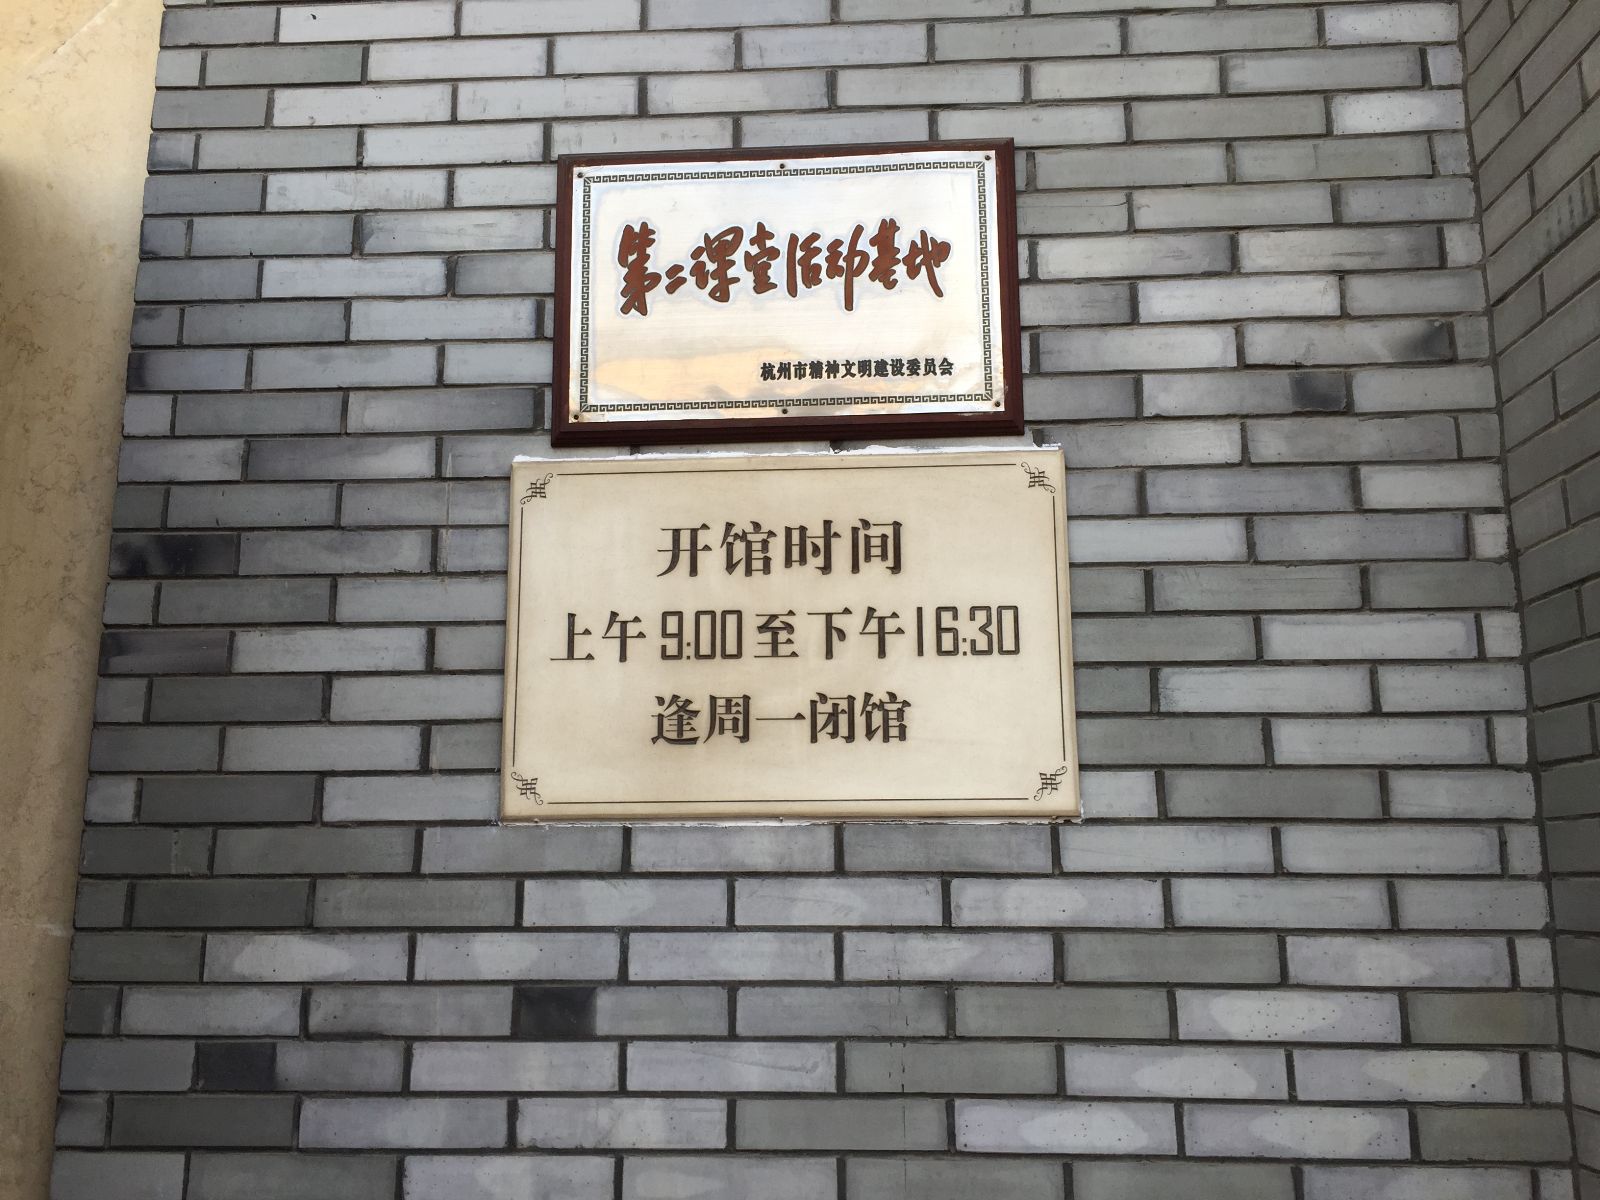 第二课堂活动基地
杭州市精神文明建设委员会
开馆时间
上午9:00至下午16:30
逢周一闭馆